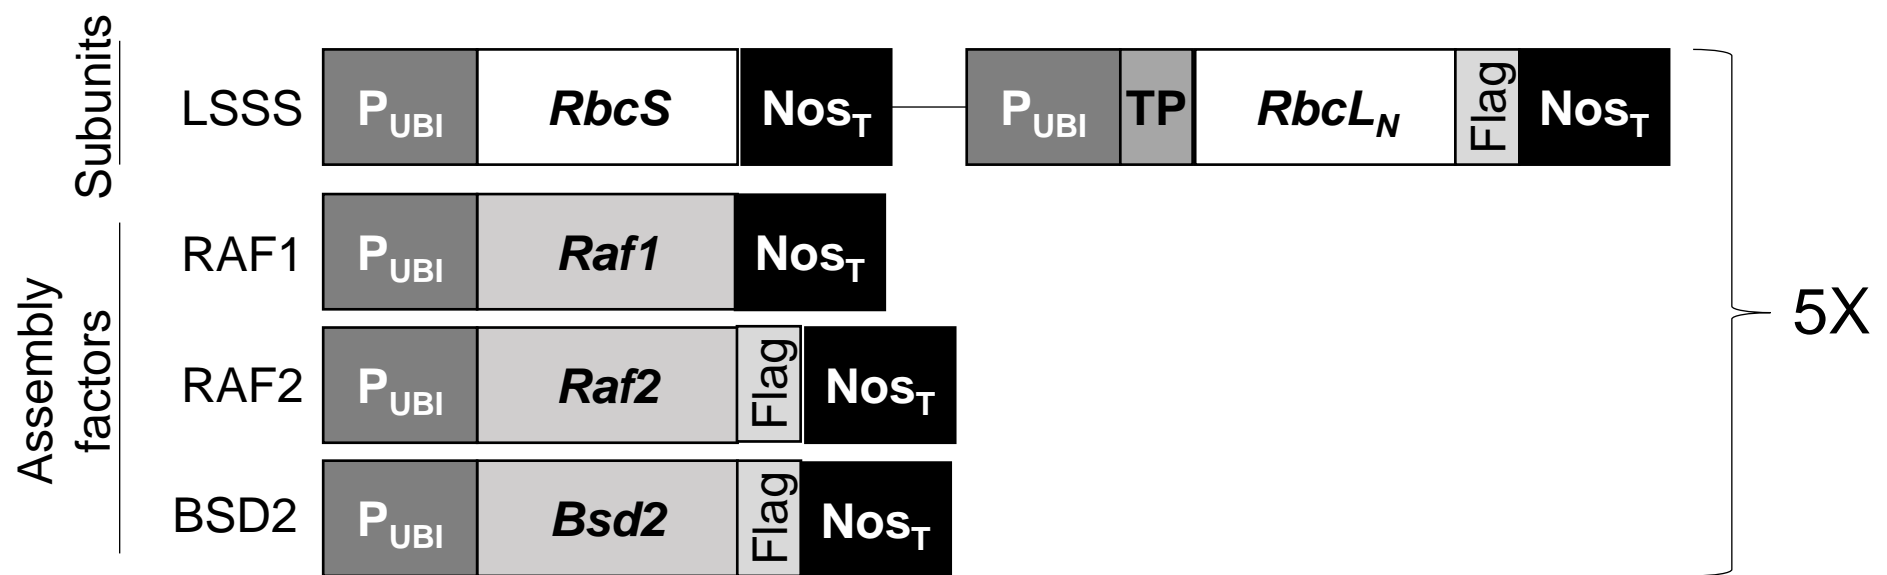 Subunits
LSSS P_UBI RbcS Nos_T P_UBI TP RbcL_N Flag Nos_T
Assembly
factors
RAF1 P_UBI Raf1 Nos_T
RAF2 P_UBI Raf2 Flag Nos_T
BSD2 P_UBI Bsd2 Flag Nos_T
5X